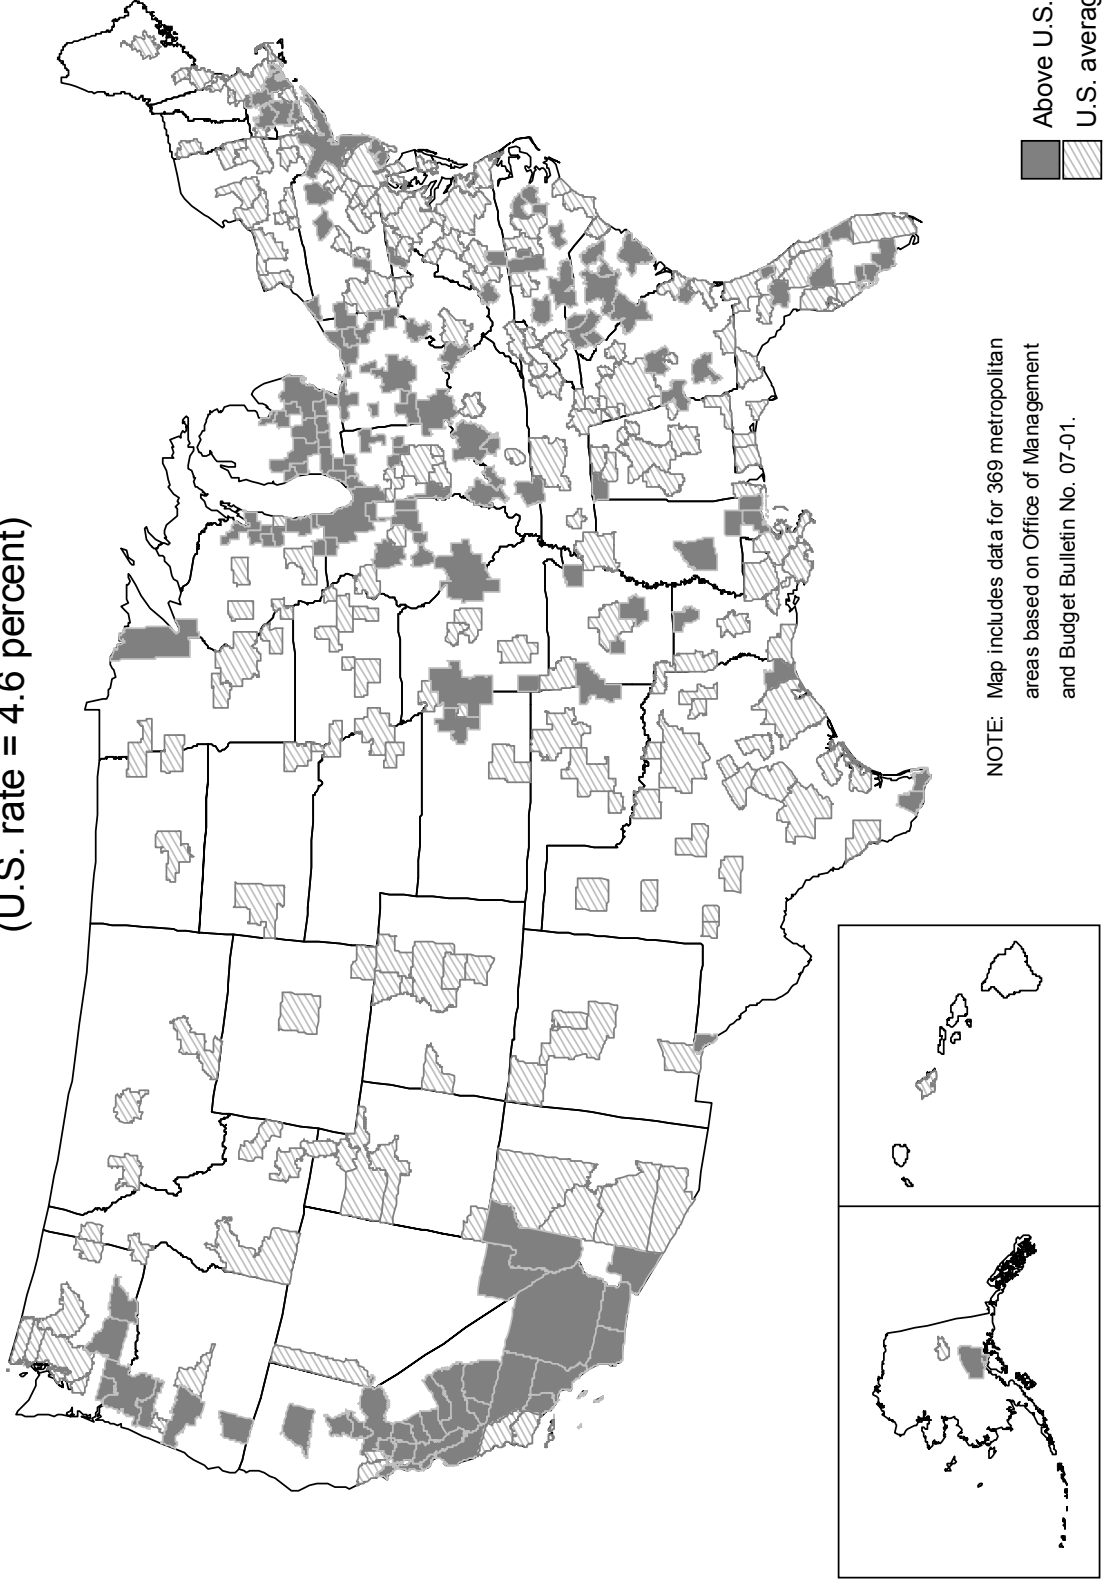 (U.S. rate = 4.6 percent)
NOTE: Map includes data for 369 metropolitan
areas based on Office of Management
and Budget Bulletin No. 07-01.
Above U.S.
U.S.